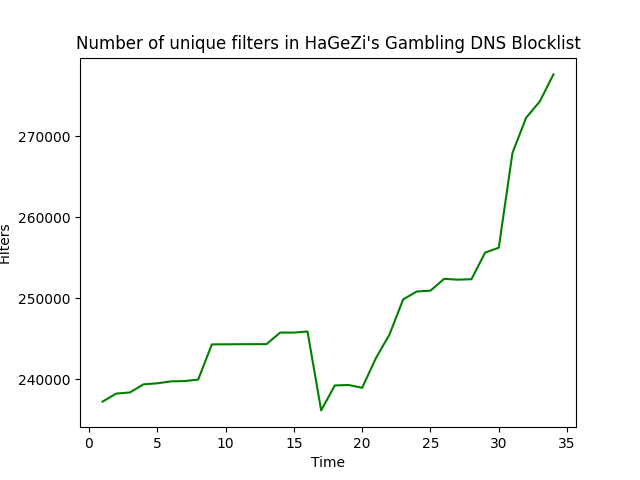 Number of unique filters in HaGeZi's Gambling DNS Blocklist
270000
260000
250000
240000
Filters
0 5 10 15 20 25 30 35
Time